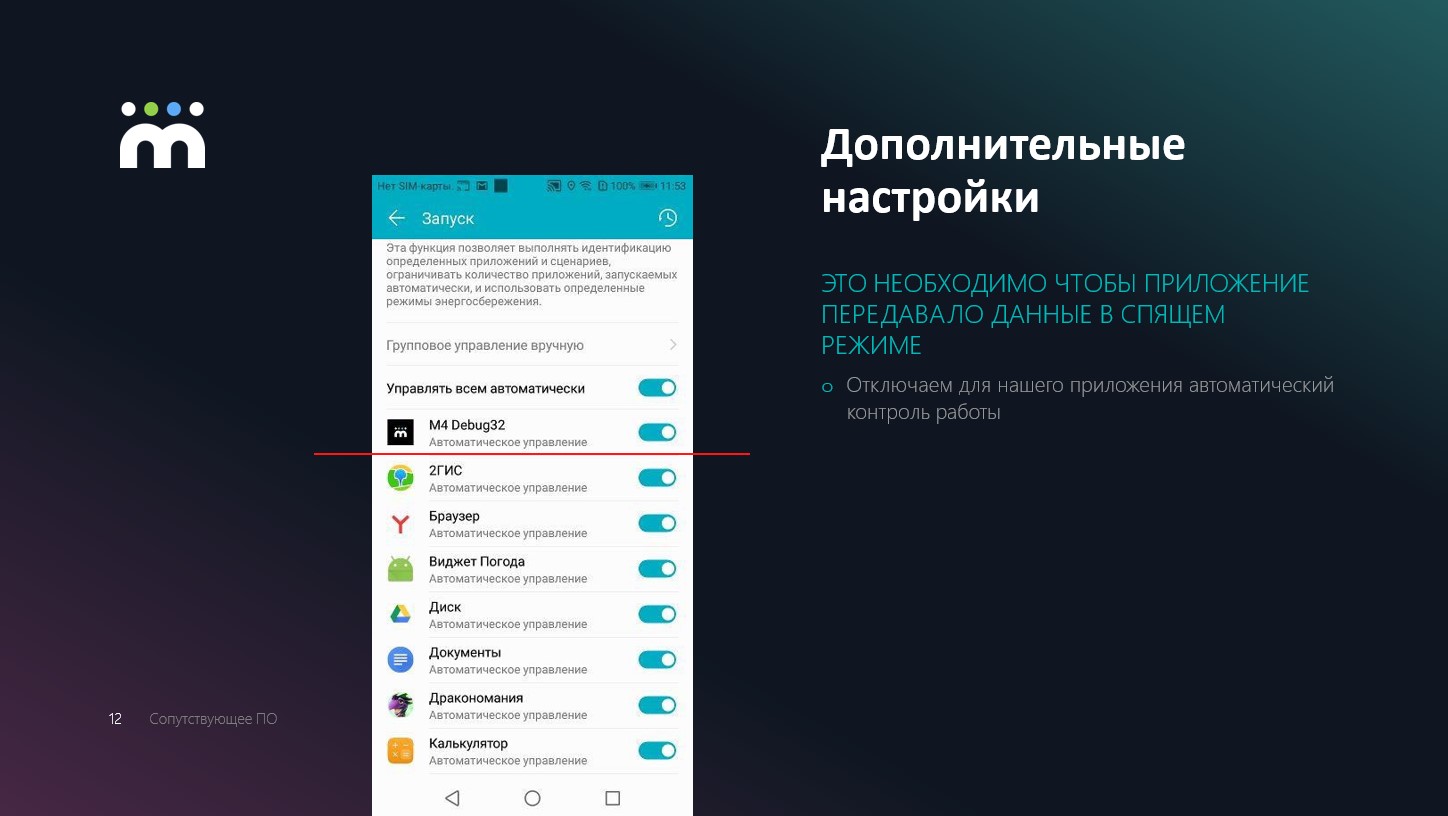 Дополнительные
настройки
ЭТО НЕОБХОДИМО ЧТОБЫ ПРИЛОЖЕНИЕ
ПЕРЕДАВАЛО ДАННЫЕ В СПЯЩЕМ
РЕЖИМЕ
o Отключаем для нашего приложения автоматический
контроль работы
Нет SIM-карты. 100% 11:53
Запуск
Эта функция позволяет выполнять идентификацию
определенных приложений и сценариев,
ограничивать количество приложений, запускаемых
автоматически, и использовать определенные
режимы энергосбережения.
Групповое управление вручную
Управлять всем автоматически
M4 Debug32
Автоматическое управление
2ГИС
Автоматическое управление
Браузер
Автоматическое управление
Виджет Погода
Автоматическое управление
Диск
Автоматическое управление
Документы
Автоматическое управление
Дракономания
Автоматическое управление
Калькулятор
Автоматическое управление
12 Сопутствующее ПО